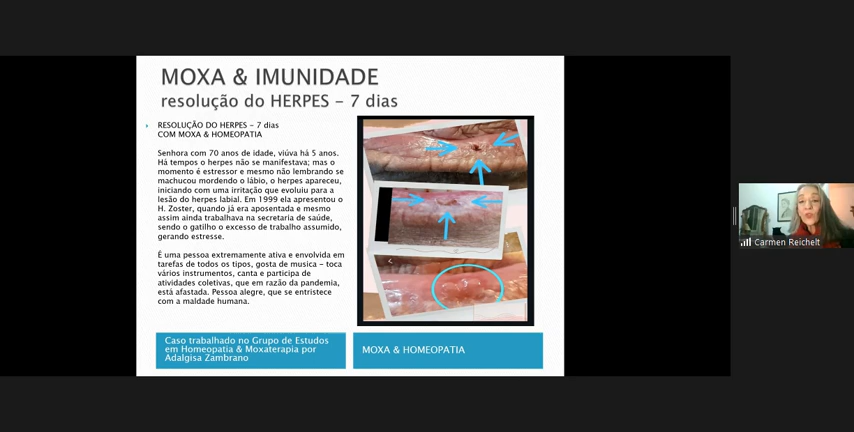 MOXA & IMUNIDADE
resolução do HERPES – 7 dias
RESOLUÇÃO DO HERPES – 7 dias
COM MOXA & HOMEOPATIA
Senhora com 70 anos de idade, viúva há 5 anos.
Há tempos o herpes não se manifestava; mas o
momento é estressor e mesmo não lembrando se
machucou mordendo o lábio, o herpes apareceu,
iniciando com uma irritação que evoluiu para a
lesão do herpes labial. Em 1999 ela apresentou o
H. Zoster, quando já era aposentada e mesmo
assim ainda trabalhava na secretaria de saúde,
sendo o gatilho o excesso de trabalho assumido,
gerando estresse.
É uma pessoa extremamente ativa e envolvida em
tarefas de todos os tipos, gosta de musica – toca
vários instrumentos, canta e participa de
atividades coletivas, que em razão da pandemia,
está afastada. Pessoa alegre, que se entristece
com a maldade humana.
Caso trabalhado no Grupo de Estudos
em Homeopatia & Moxaterapia por
Adalgisa Zambrano
MOXA & HOMEOPATIA
Carmen Reichelt